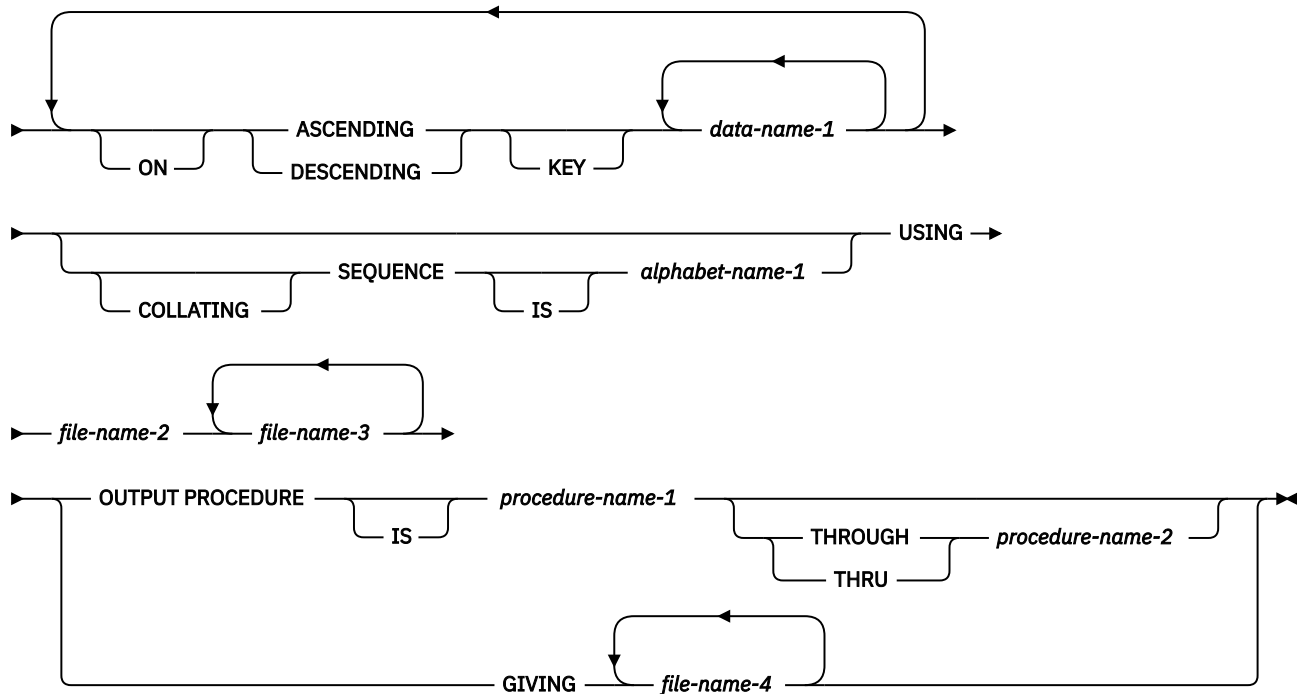 ASCENDING data-name-1
ON DESCENDING KEY
USING
SEQUENCE alphabet-name-1
COLLATING IS
file-name-2 file-name-3
OUTPUT PROCEDURE procedure-name-1
IS THROUGH procedure-name-2
THRU
GIVING file-name-4